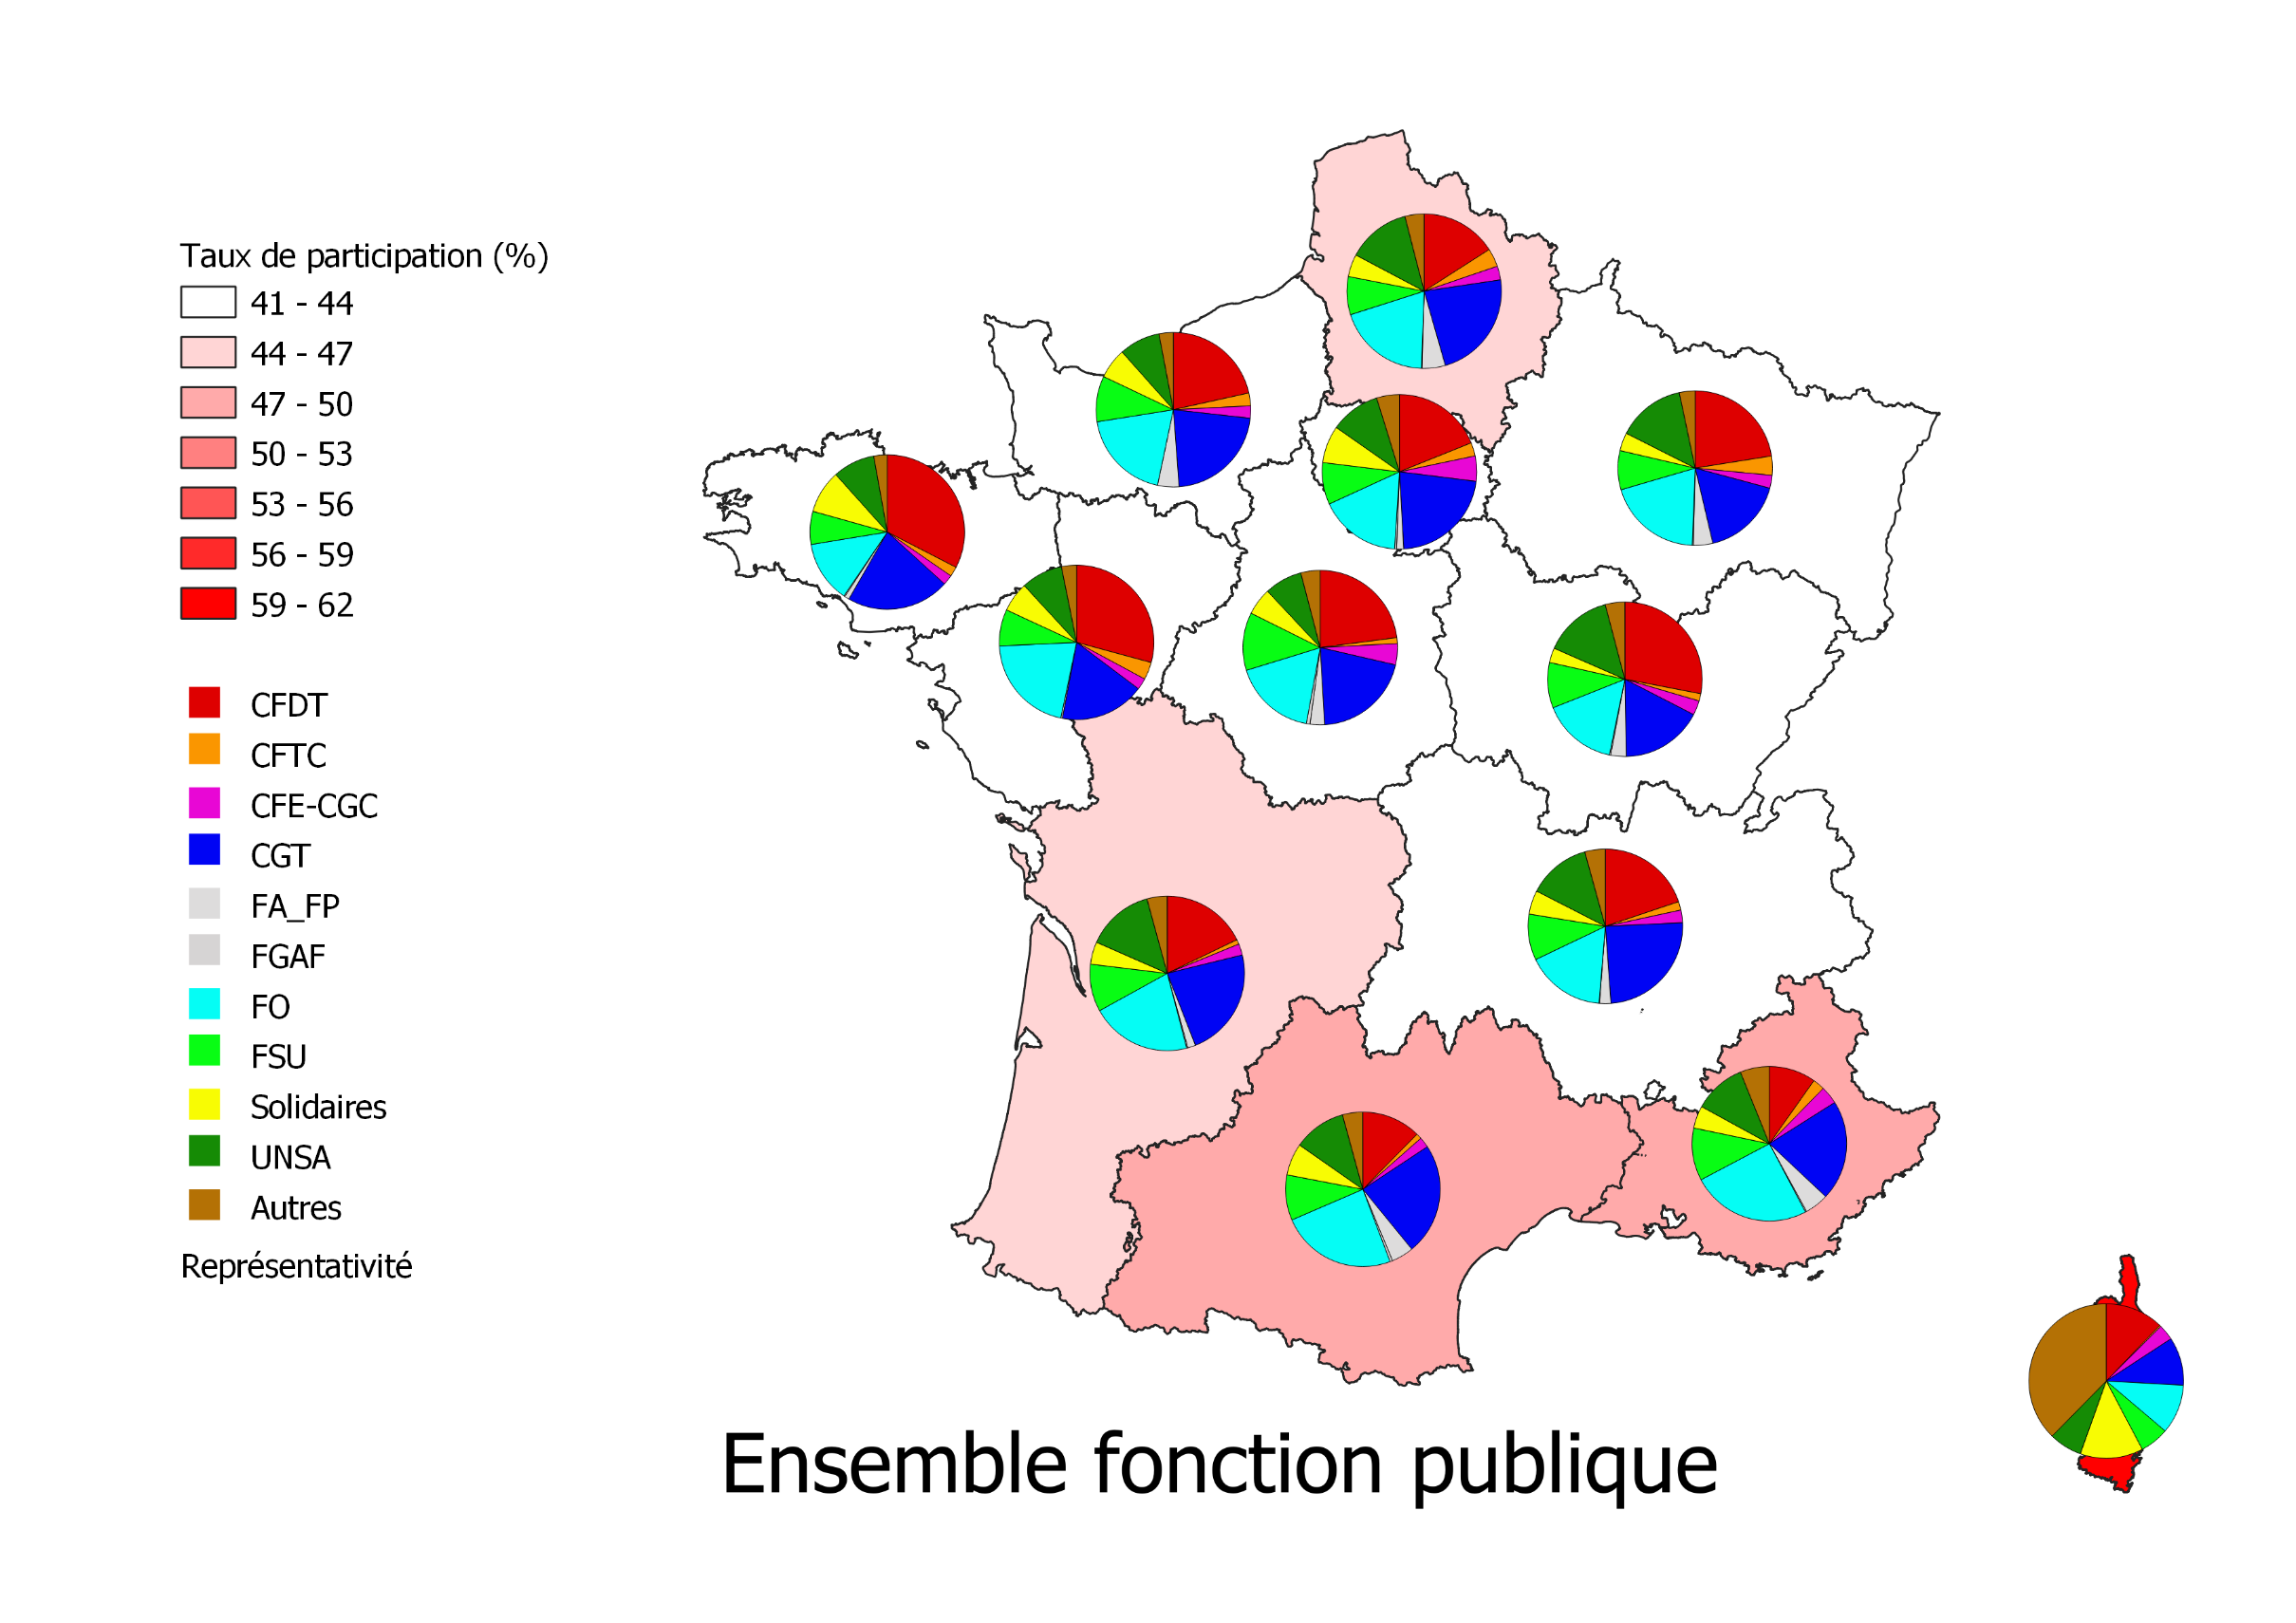 Taux de participation (%)
41 - 44
44 - 47
47 - 50
50 - 53
53 - 56
56 - 59
59 - 62
CFDT
CFTC
CFE-CGC
CGT
FA_FP
FGAF
FO
FSU
Solidaires
UNSA
Autres
Représentativité
Ensemble fonction publique